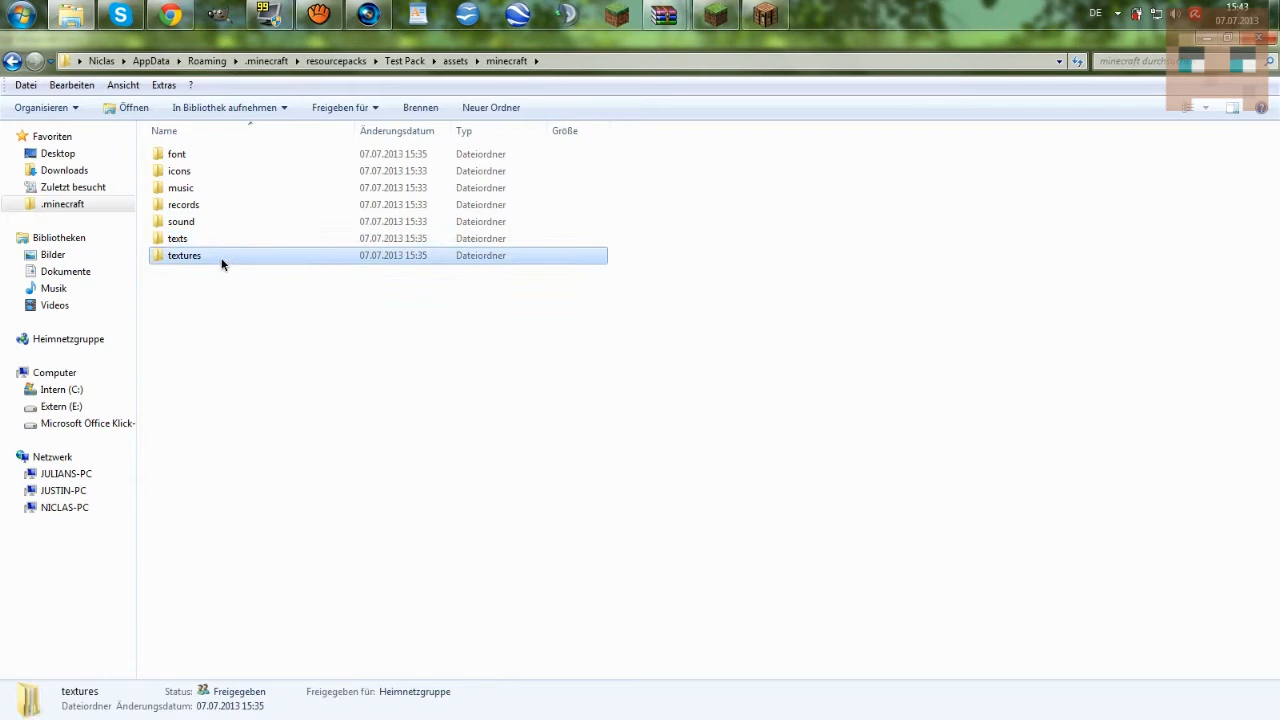 99
DE
15:43
07.07.2013
Niclas AppData Roaming .minecraft resourcepacks Test Pack assets minecraft
minecraft durchsuche
Datei Bearbeiten Ansicht Extras ?
Organisieren Öffnen In Bibliothek aufnehmen Freigeben für Brennen Neuer Ordner
Name Änderungsdatum Typ Größe
font 07.07.2013 15:35 Dateiordner
icons 07.07.2013 15:33 Dateiordner
music 07.07.2013 15:33 Dateiordner
records 07.07.2013 15:33 Dateiordner
sound 07.07.2013 15:33 Dateiordner
texts 07.07.2013 15:35 Dateiordner
textures 07.07.2013 15:35 Dateiordner
Favoriten
Desktop
Downloads
Zuletzt besucht
.minecraft
Bibliotheken
Bilder
Dokumente
Musik
Videos
Heimnetzgruppe
Computer
Intern (C:)
Extern (E:)
Microsoft Office Klick-
Netzwerk
JULIANS-PC
JUSTIN-PC
NICLAS-PC
textures Status: Freigegeben Freigegeben für: Heimnetzgruppe
Dateiordner Änderungsdatum: 07.07.2013 15:35